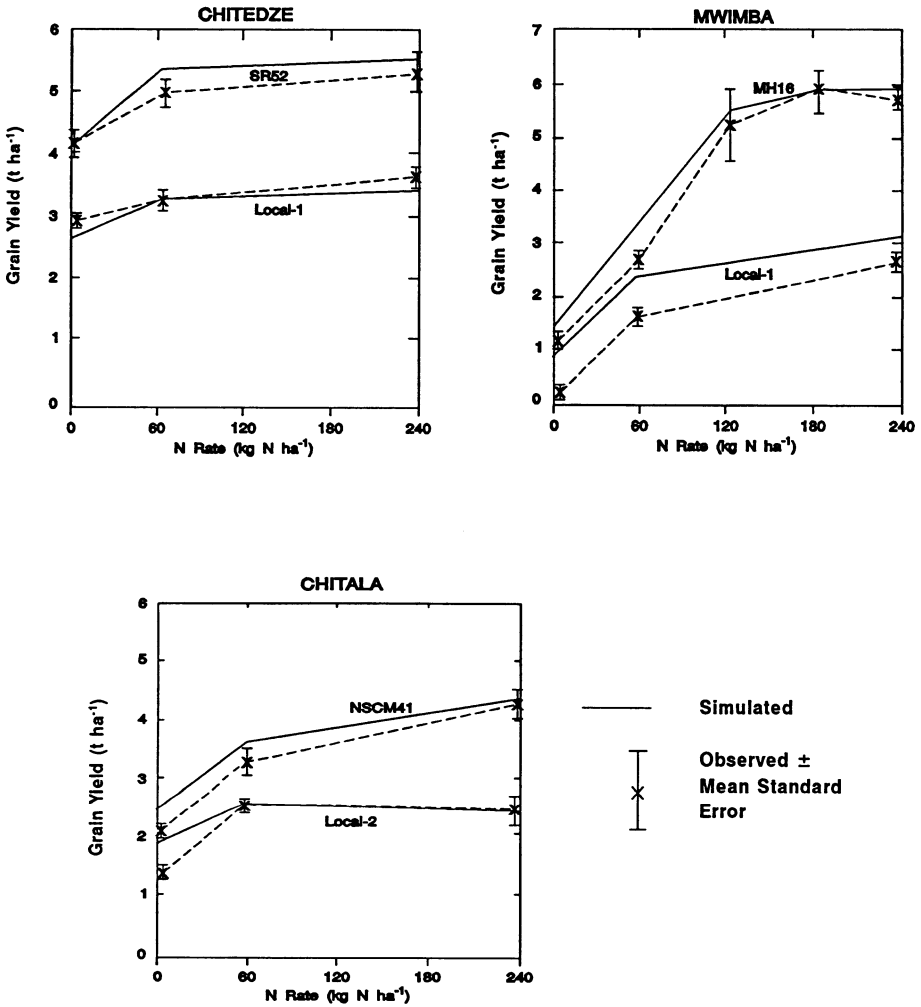 CHITEDZE
6
5
4
3
2
1
0
Grain Yield (t ha-1)
SR52
Local-1
0 60 120 180 240
N Rate (kg N ha-1)
MWIMBA
7
6
5
4
3
2
1
0
Grain Yield (t ha-1)
MH16
Local-1
0 60 120 180 240
N Rate (kg N ha-1)
CHITALA
6
5
4
3
2
1
0
Grain Yield (t ha-1)
NSCM41
Local-2
0 60 120 180 240
N Rate (kg N ha-1)
Simulated
Observed ±
Mean Standard
Error